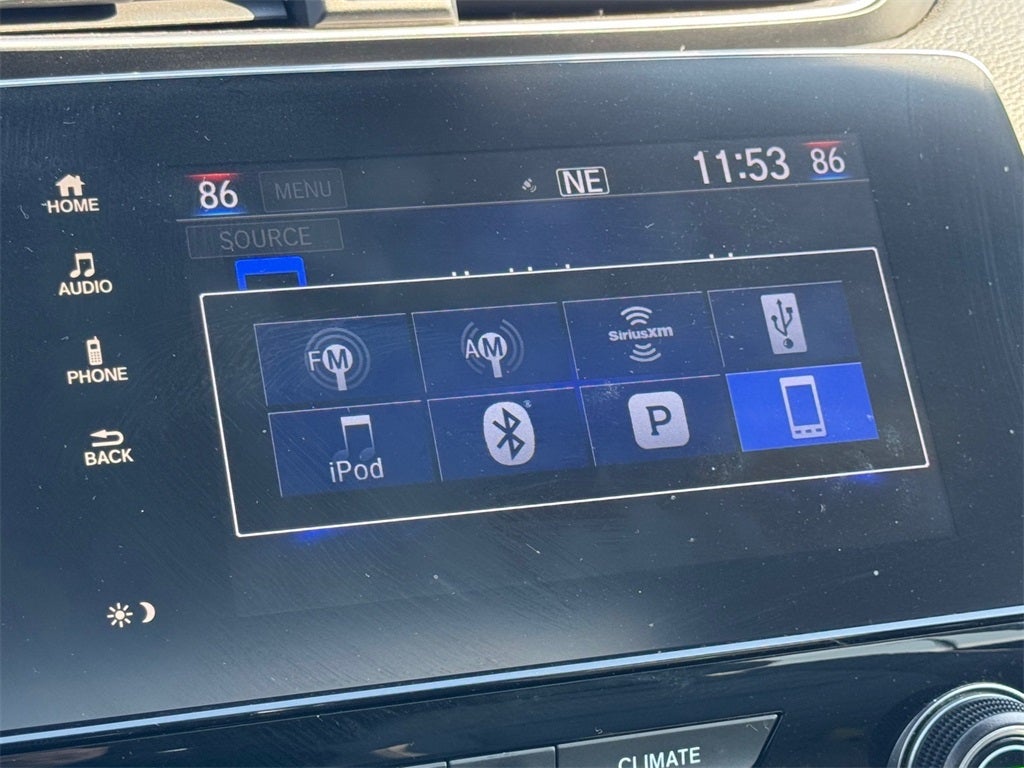 86 MENU NE 11:53 86
SOURCE
HOME
AUDIO
PHONE
BACK
FM AM SiriusXM
iPod ® P
CLIMATE